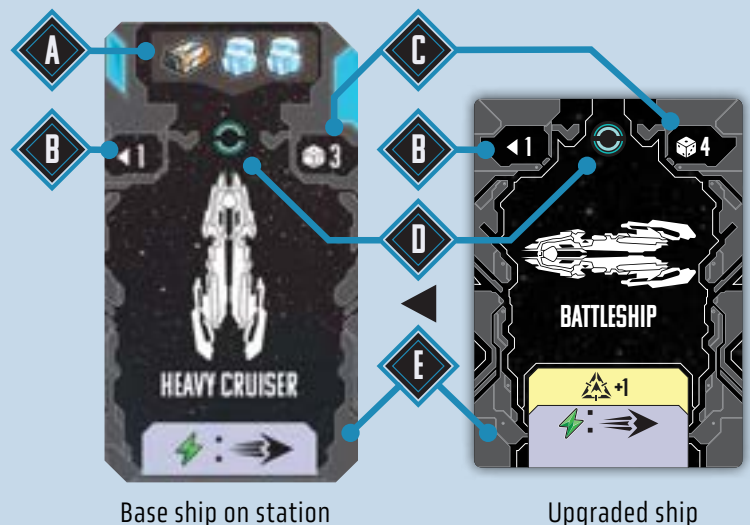 A
C
B
◀1
3
B
◀1
4
D
HEAVY CRUISER
BATTLESHIP
E
+1
:
:
Base ship on station
Upgraded ship